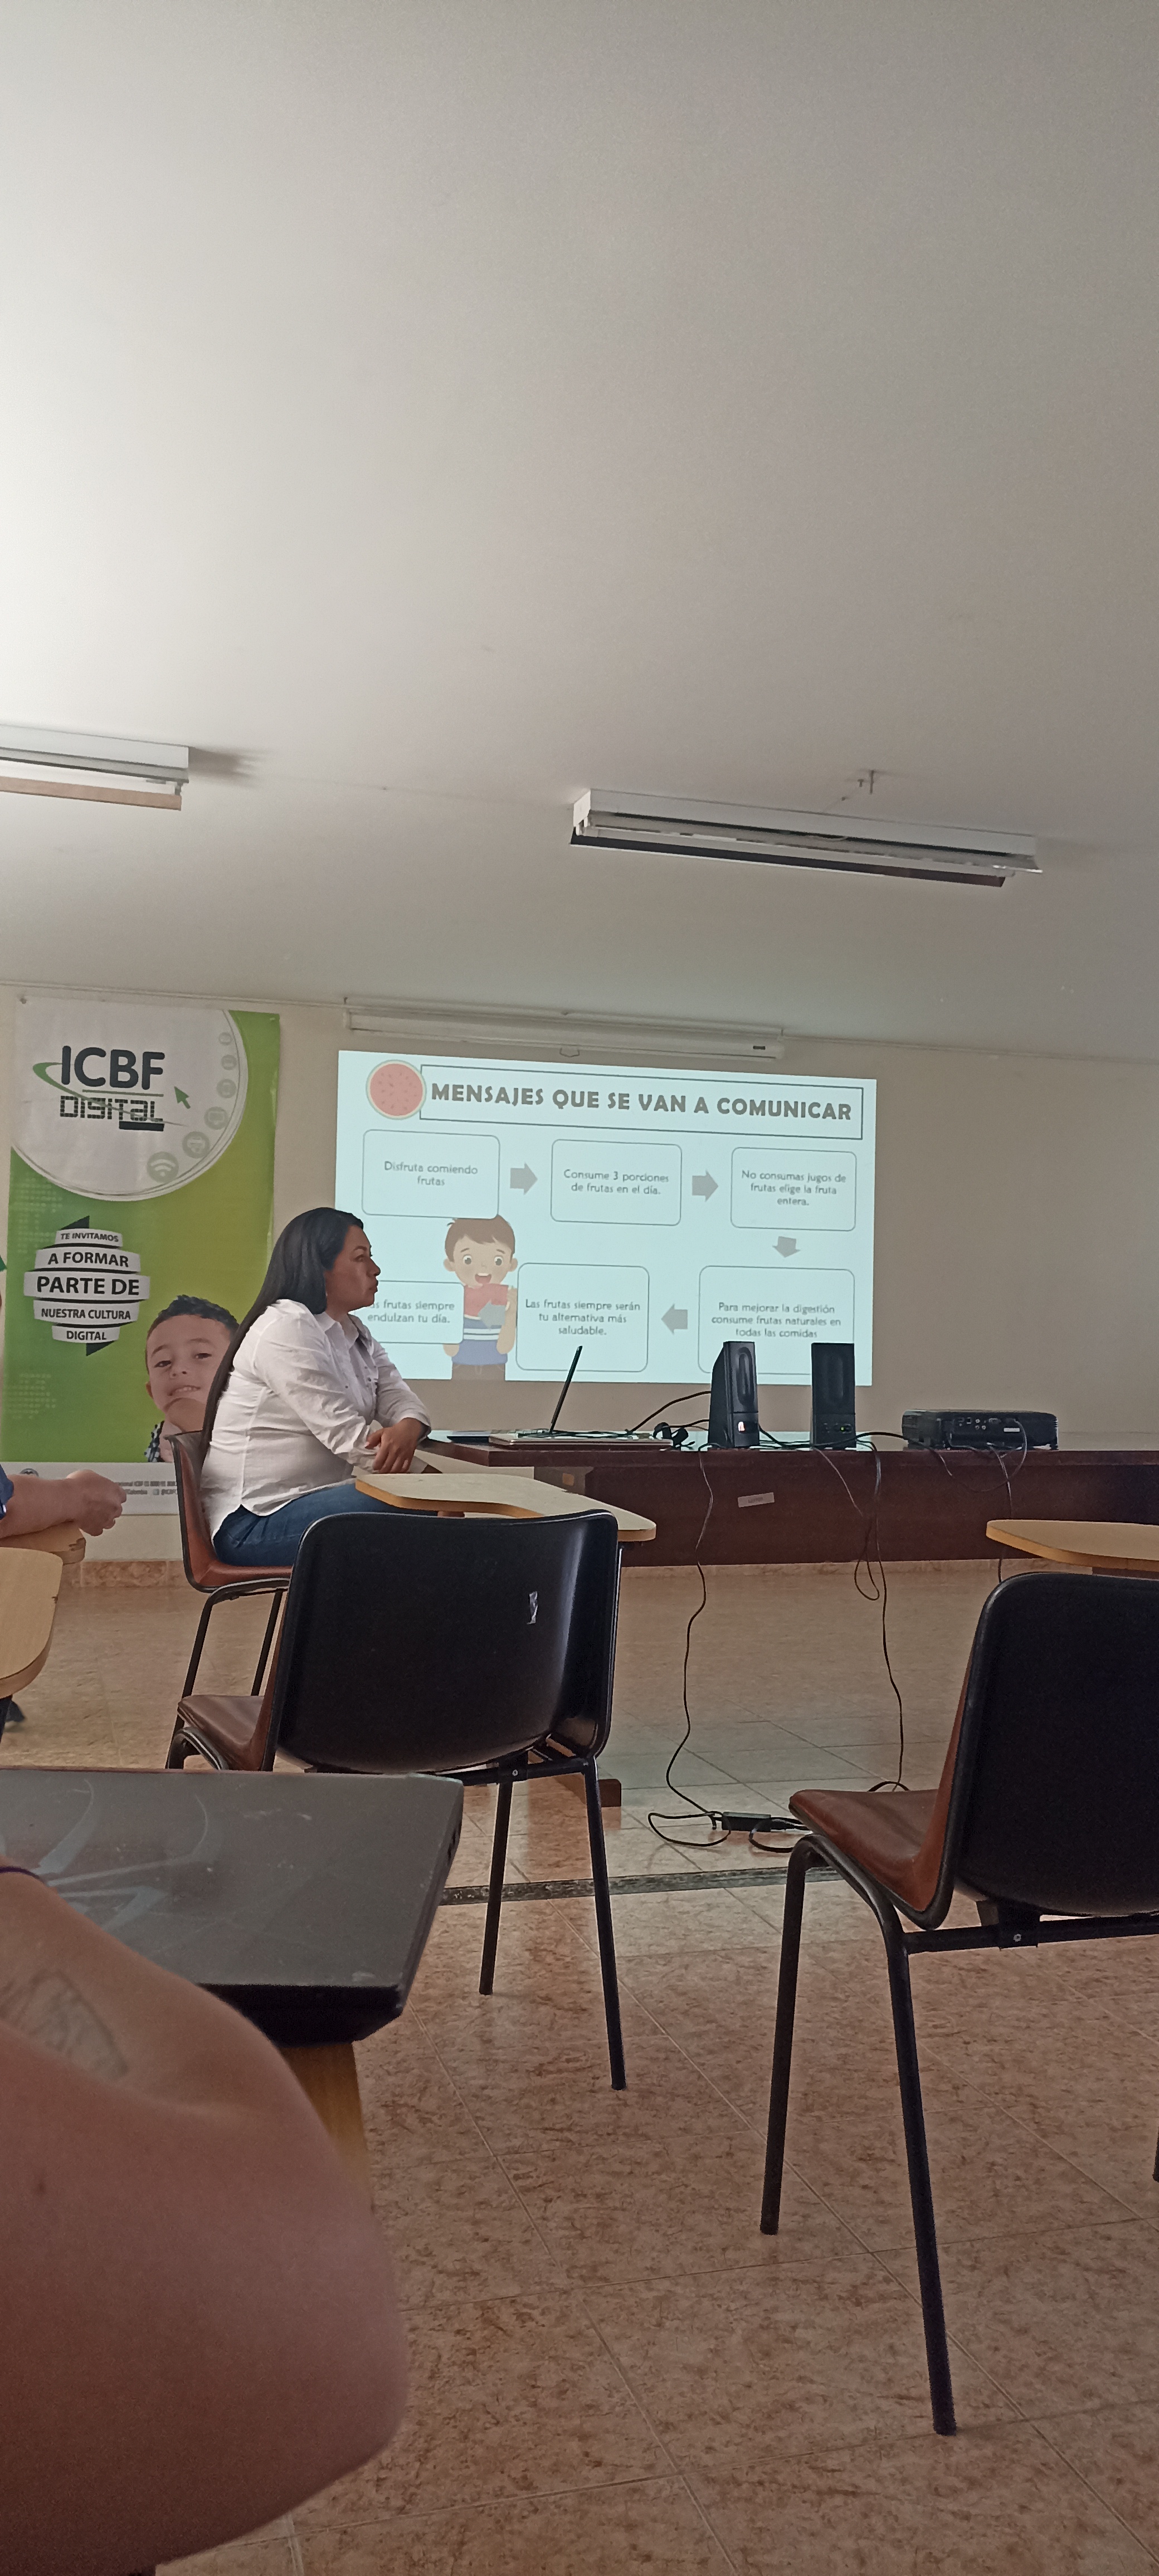 ICBF
DIGITAL
TE INVITAMOS
A FORMAR
PARTE DE
NUESTRA CULTURA
DIGITAL
MENSAJES QUE SE VAN A COMUNICAR
Disfruta comiendo
frutas
Consume 3 porciones
de frutas en el día.
No consumas jugos de
frutas elige la fruta
entera.
Para mejorar la digestión
consume frutas naturales en
todas las comidas
Las frutas siempre serán
tu alternativa más
saludable.
frutas siempre
endulzan tu día.